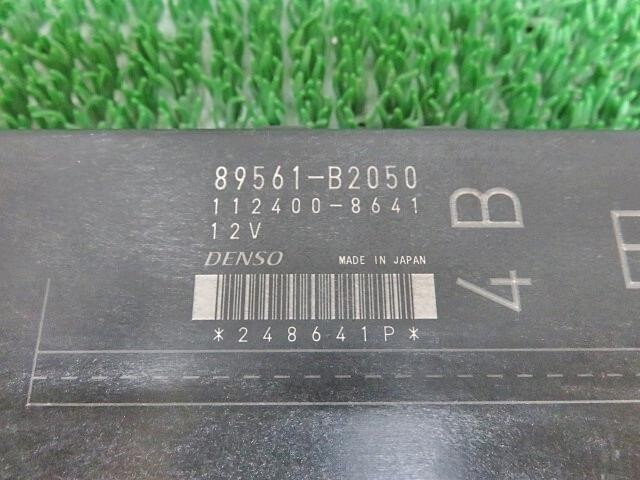 89561-B2050
112400-8641
12V
DENSO MADE IN JAPAN
*248641P*
4B